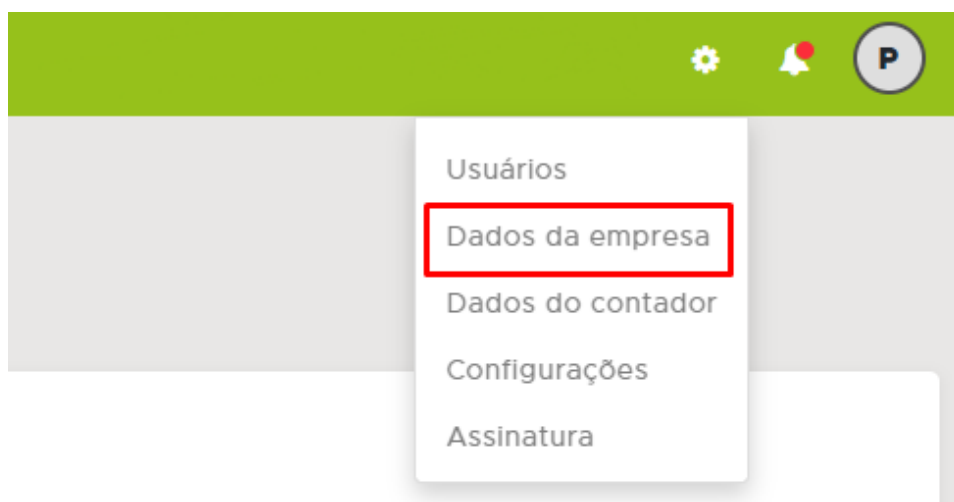 P
Usuários
Dados da empresa
Dados do contador
Configurações
Assinatura